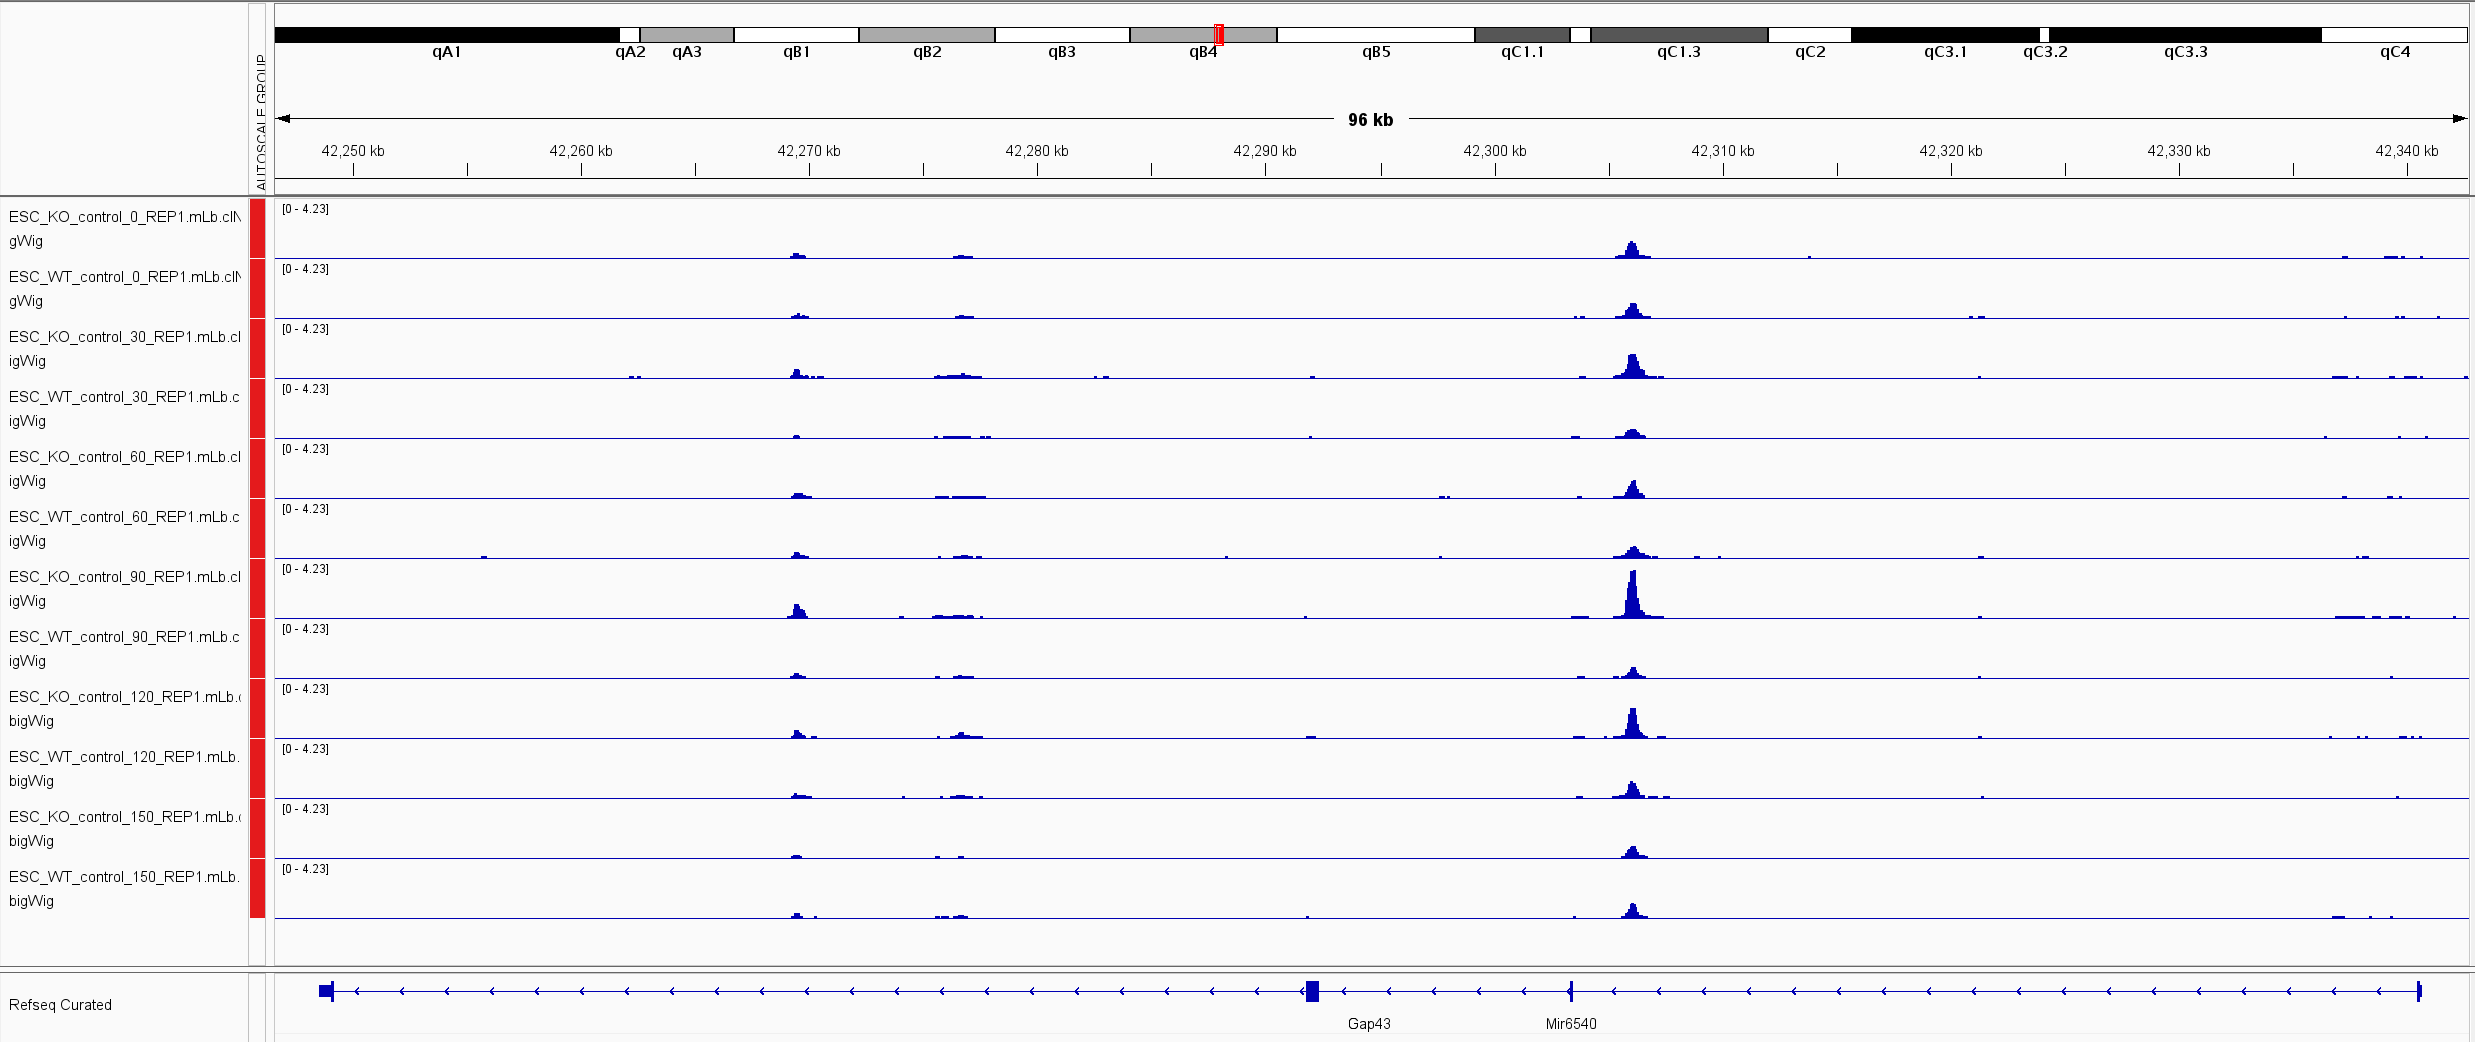 qA1 qA2 qA3 qB1 qB2 qB3 qB4 qB5 qC1.1 qC1.3 qC2 qC3.1 qC3.2 qC3.3 qC4
AUTOSCALE GROUP
96 kb
42,250 kb 42,260 kb 42,270 kb 42,280 kb 42,290 kb 42,300 kb 42,310 kb 42,320 kb 42,330 kb 42,340 kb
ESC_KO_control_0_REP1.mLb.clN [0 - 4.23]
gWig
ESC_WT_control_0_REP1.mLb.clN [0 - 4.23]
gWig
ESC_KO_control_30_REP1.mLb.cl [0 - 4.23]
igWig
ESC_WT_control_30_REP1.mLb.c [0 - 4.23]
igWig
ESC_KO_control_60_REP1.mLb.cl [0 - 4.23]
igWig
ESC_WT_control_60_REP1.mLb.c [0 - 4.23]
igWig
ESC_KO_control_90_REP1.mLb.cl [0 - 4.23]
igWig
ESC_WT_control_90_REP1.mLb.c [0 - 4.23]
igWig
ESC_KO_control_120_REP1.mLb.c [0 - 4.23]
bigWig
ESC_WT_control_120_REP1.mLb. [0 - 4.23]
bigWig
ESC_KO_control_150_REP1.mLb.c [0 - 4.23]
bigWig
ESC_WT_control_150_REP1.mLb. [0 - 4.23]
bigWig
Refseq Curated
Gap43 Mir6540